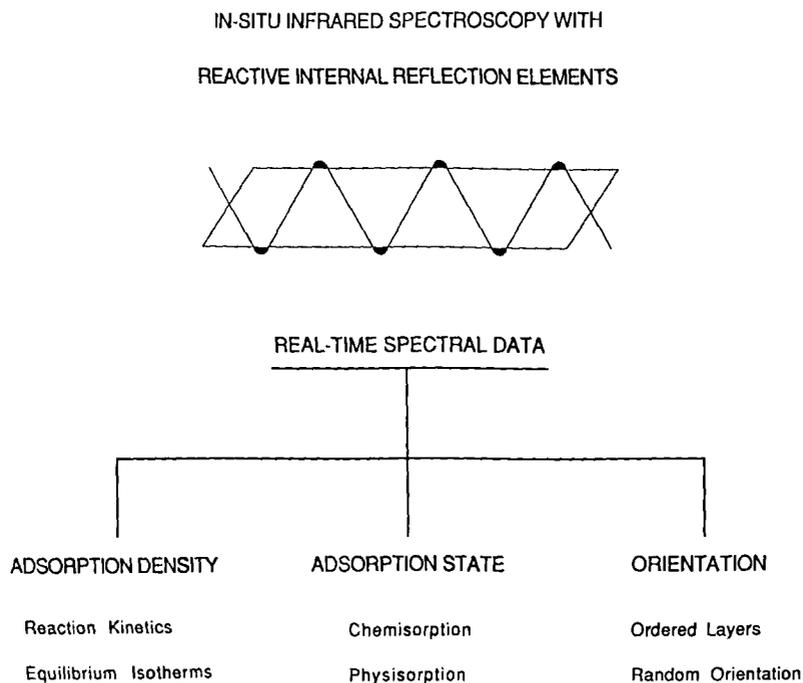 IN-SITU INFRARED SPECTROSCOPY WITH
REACTIVE INTERNAL REFLECTION ELEMENTS
REAL-TIME SPECTRAL DATA
ADSORPTION DENSITY
ADSORPTION STATE
ORIENTATION
Reaction Kinetics
Chemisorption
Ordered Layers
Equilibrium Isotherms
Physisorption
Random Orientation